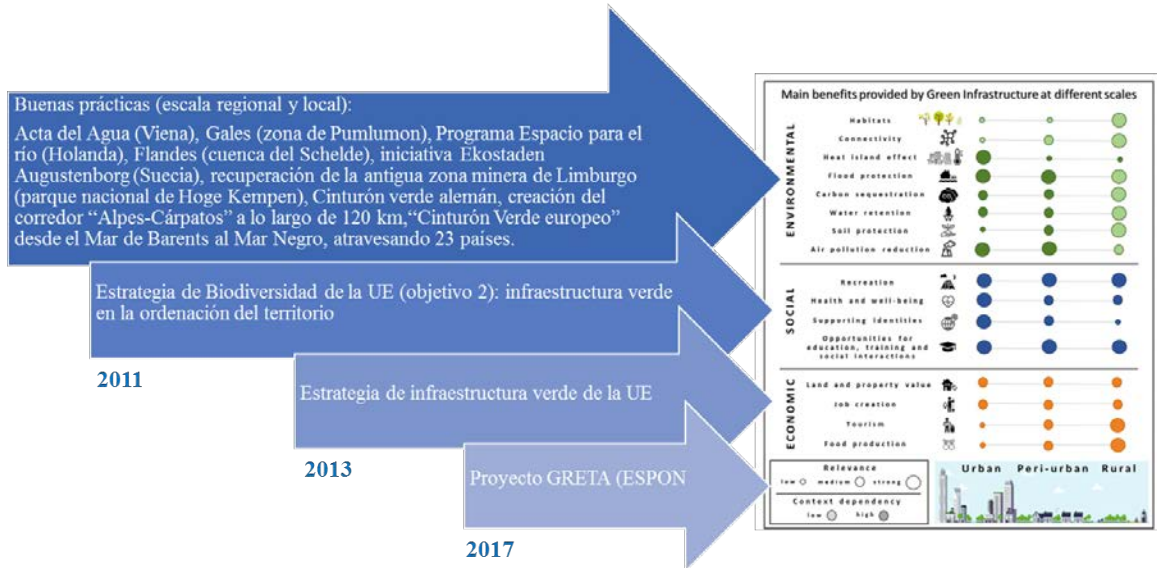 Buenas prácticas (escala regional y local):
Acta del Agua (Viena), Gales (zona de Pumlumon), Programa Espacio para el
río (Holanda), Flandes (cuenca del Schelde), iniciativa Ekostaden
Augustenborg (Suecia), recuperación de la antigua zona minera de Limburgo
(parque nacional de Hoge Kempen), Cinturón verde alemán, creación del
corredor “Alpes-Cárpatos” a lo largo de 120 km,“Cinturón Verde europeo”
desde el Mar de Barents al Mar Negro, atravesando 23 países.
Estrategia de Biodiversidad de la UE (objetivo 2): infraestructura verde
en la ordenación del territorio
2011
Estrategia de infraestructura verde de la UE
2013
Proyecto GRETA (ESPON
2017
Main benefits provided by Green Infrastructure at different scales
ENVIRONMENTAL
Habitats
Connectivity
Heat island effect
Flood protection
Carbon sequestration
Water retention
Soil protection
Air pollution reduction
SOCIAL
Recreation
Health and well-being
Supporting identities
Opportunities for
education, training and
social interactions
ECONOMIC
Land and property value
Job creation
Tourism
Food production
Relevance
low medium strong
Context dependency
low high
Urban Peri-urban Rural